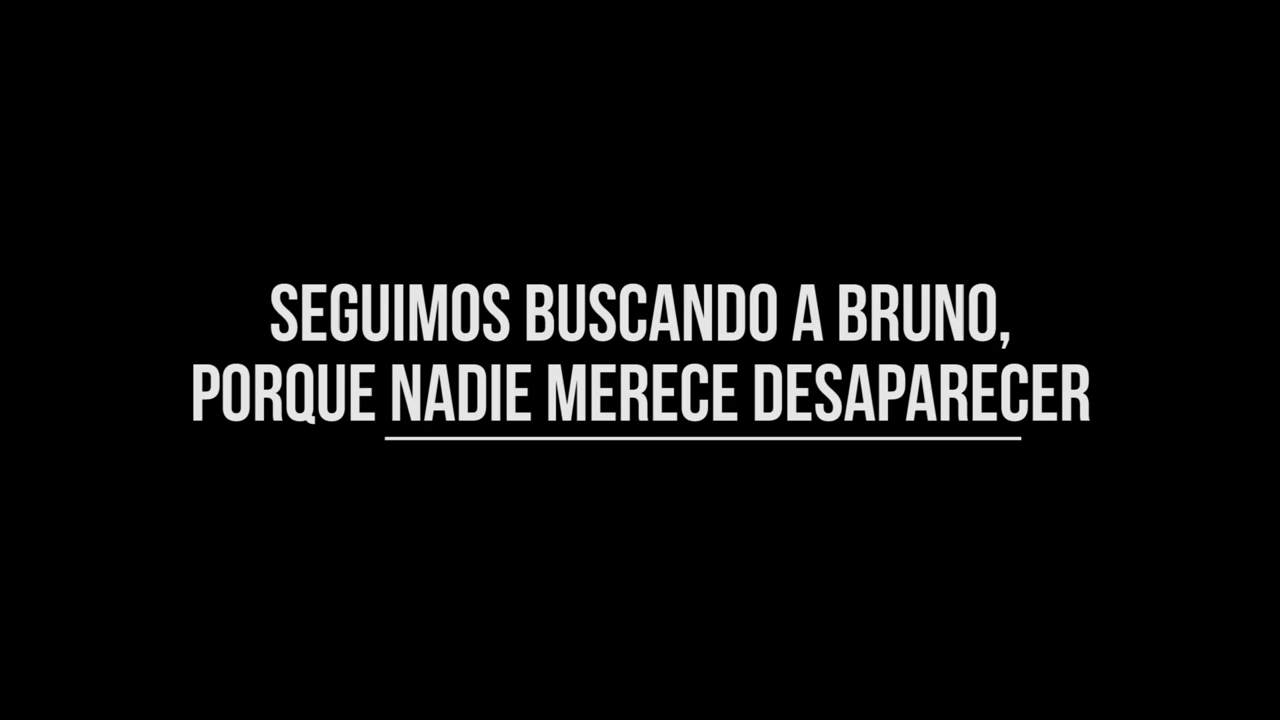 SEGUIMOS BUSCANDO A BRUNO,
PORQUE NADIE MERECE DESAPARECER